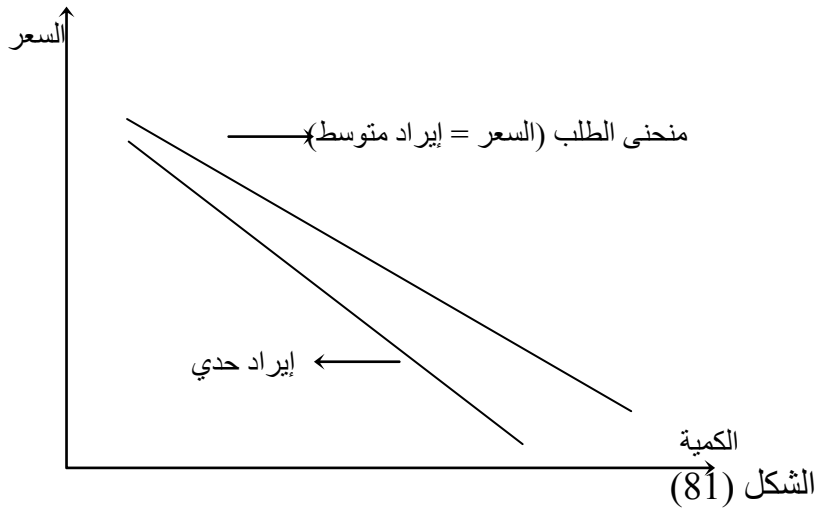 السعر
منحنى الطلب (السعر = إيراد متوسط)
إيراد حدي
الكمية
الشكل (81)